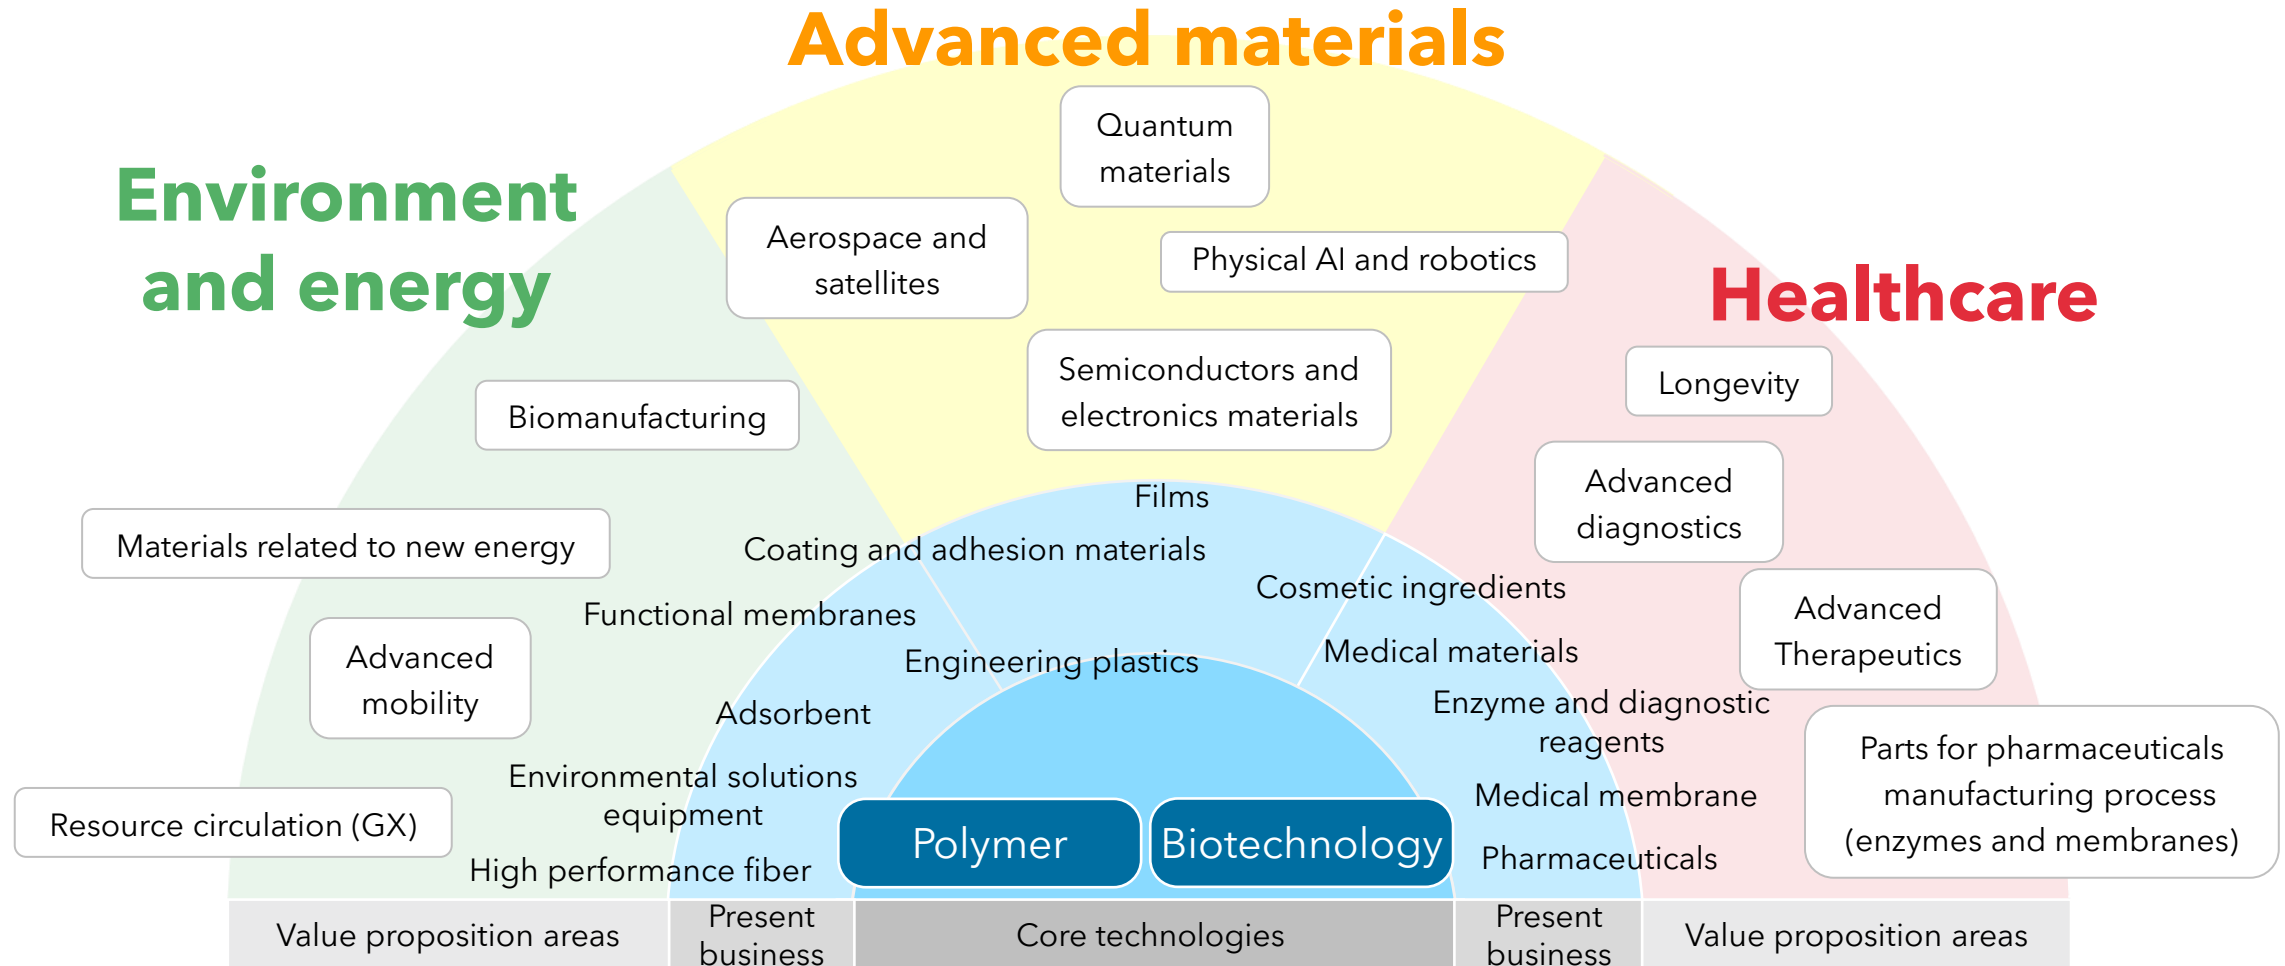 Advanced materials
Quantum
materials
Aerospace and
satellites
Physical AI and robotics
Semiconductors and
electronics materials
Environment
and energy
Biomanufacturing
Materials related to new energy
Advanced
mobility
Resource circulation (GX)
Healthcare
Longevity
Advanced
diagnostics
Advanced
Therapeutics
Parts for pharmaceuticals
manufacturing process
(enzymes and membranes)
Films
Coating and adhesion materials
Functional membranes
Engineering plastics
Adsorbent
Environmental solutions
equipment
High performance fiber
Cosmetic ingredients
Medical materials
Enzyme and diagnostic
reagents
Medical membrane
Pharmaceuticals
Polymer
Biotechnology
Value proposition areas
Present
business
Core technologies
Present
business
Value proposition areas